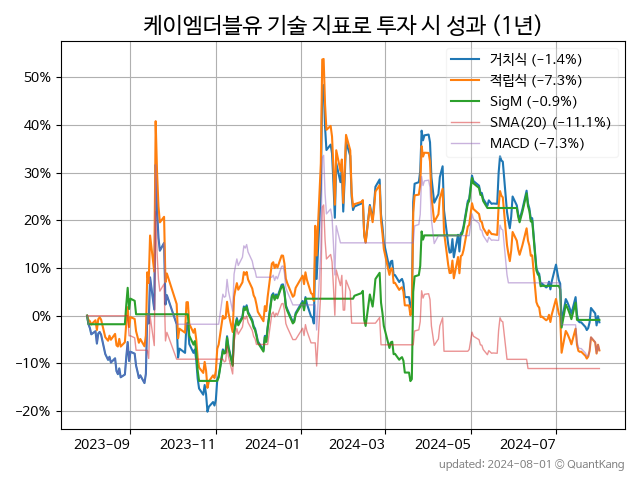 케이엠더블유 기술 지표로 투자 시 성과 (1년)
거치식 (−1.4%)
적립식 (−7.3%)
SigM (−0.9%)
SMA(20) (−11.1%)
MACD (−7.3%)
50%
40%
30%
20%
10%
0%
−10%
−20%
2023−09 2023−11 2024−01 2024−03 2024−05 2024−07
updated: 2024−08−01 © QuantKang